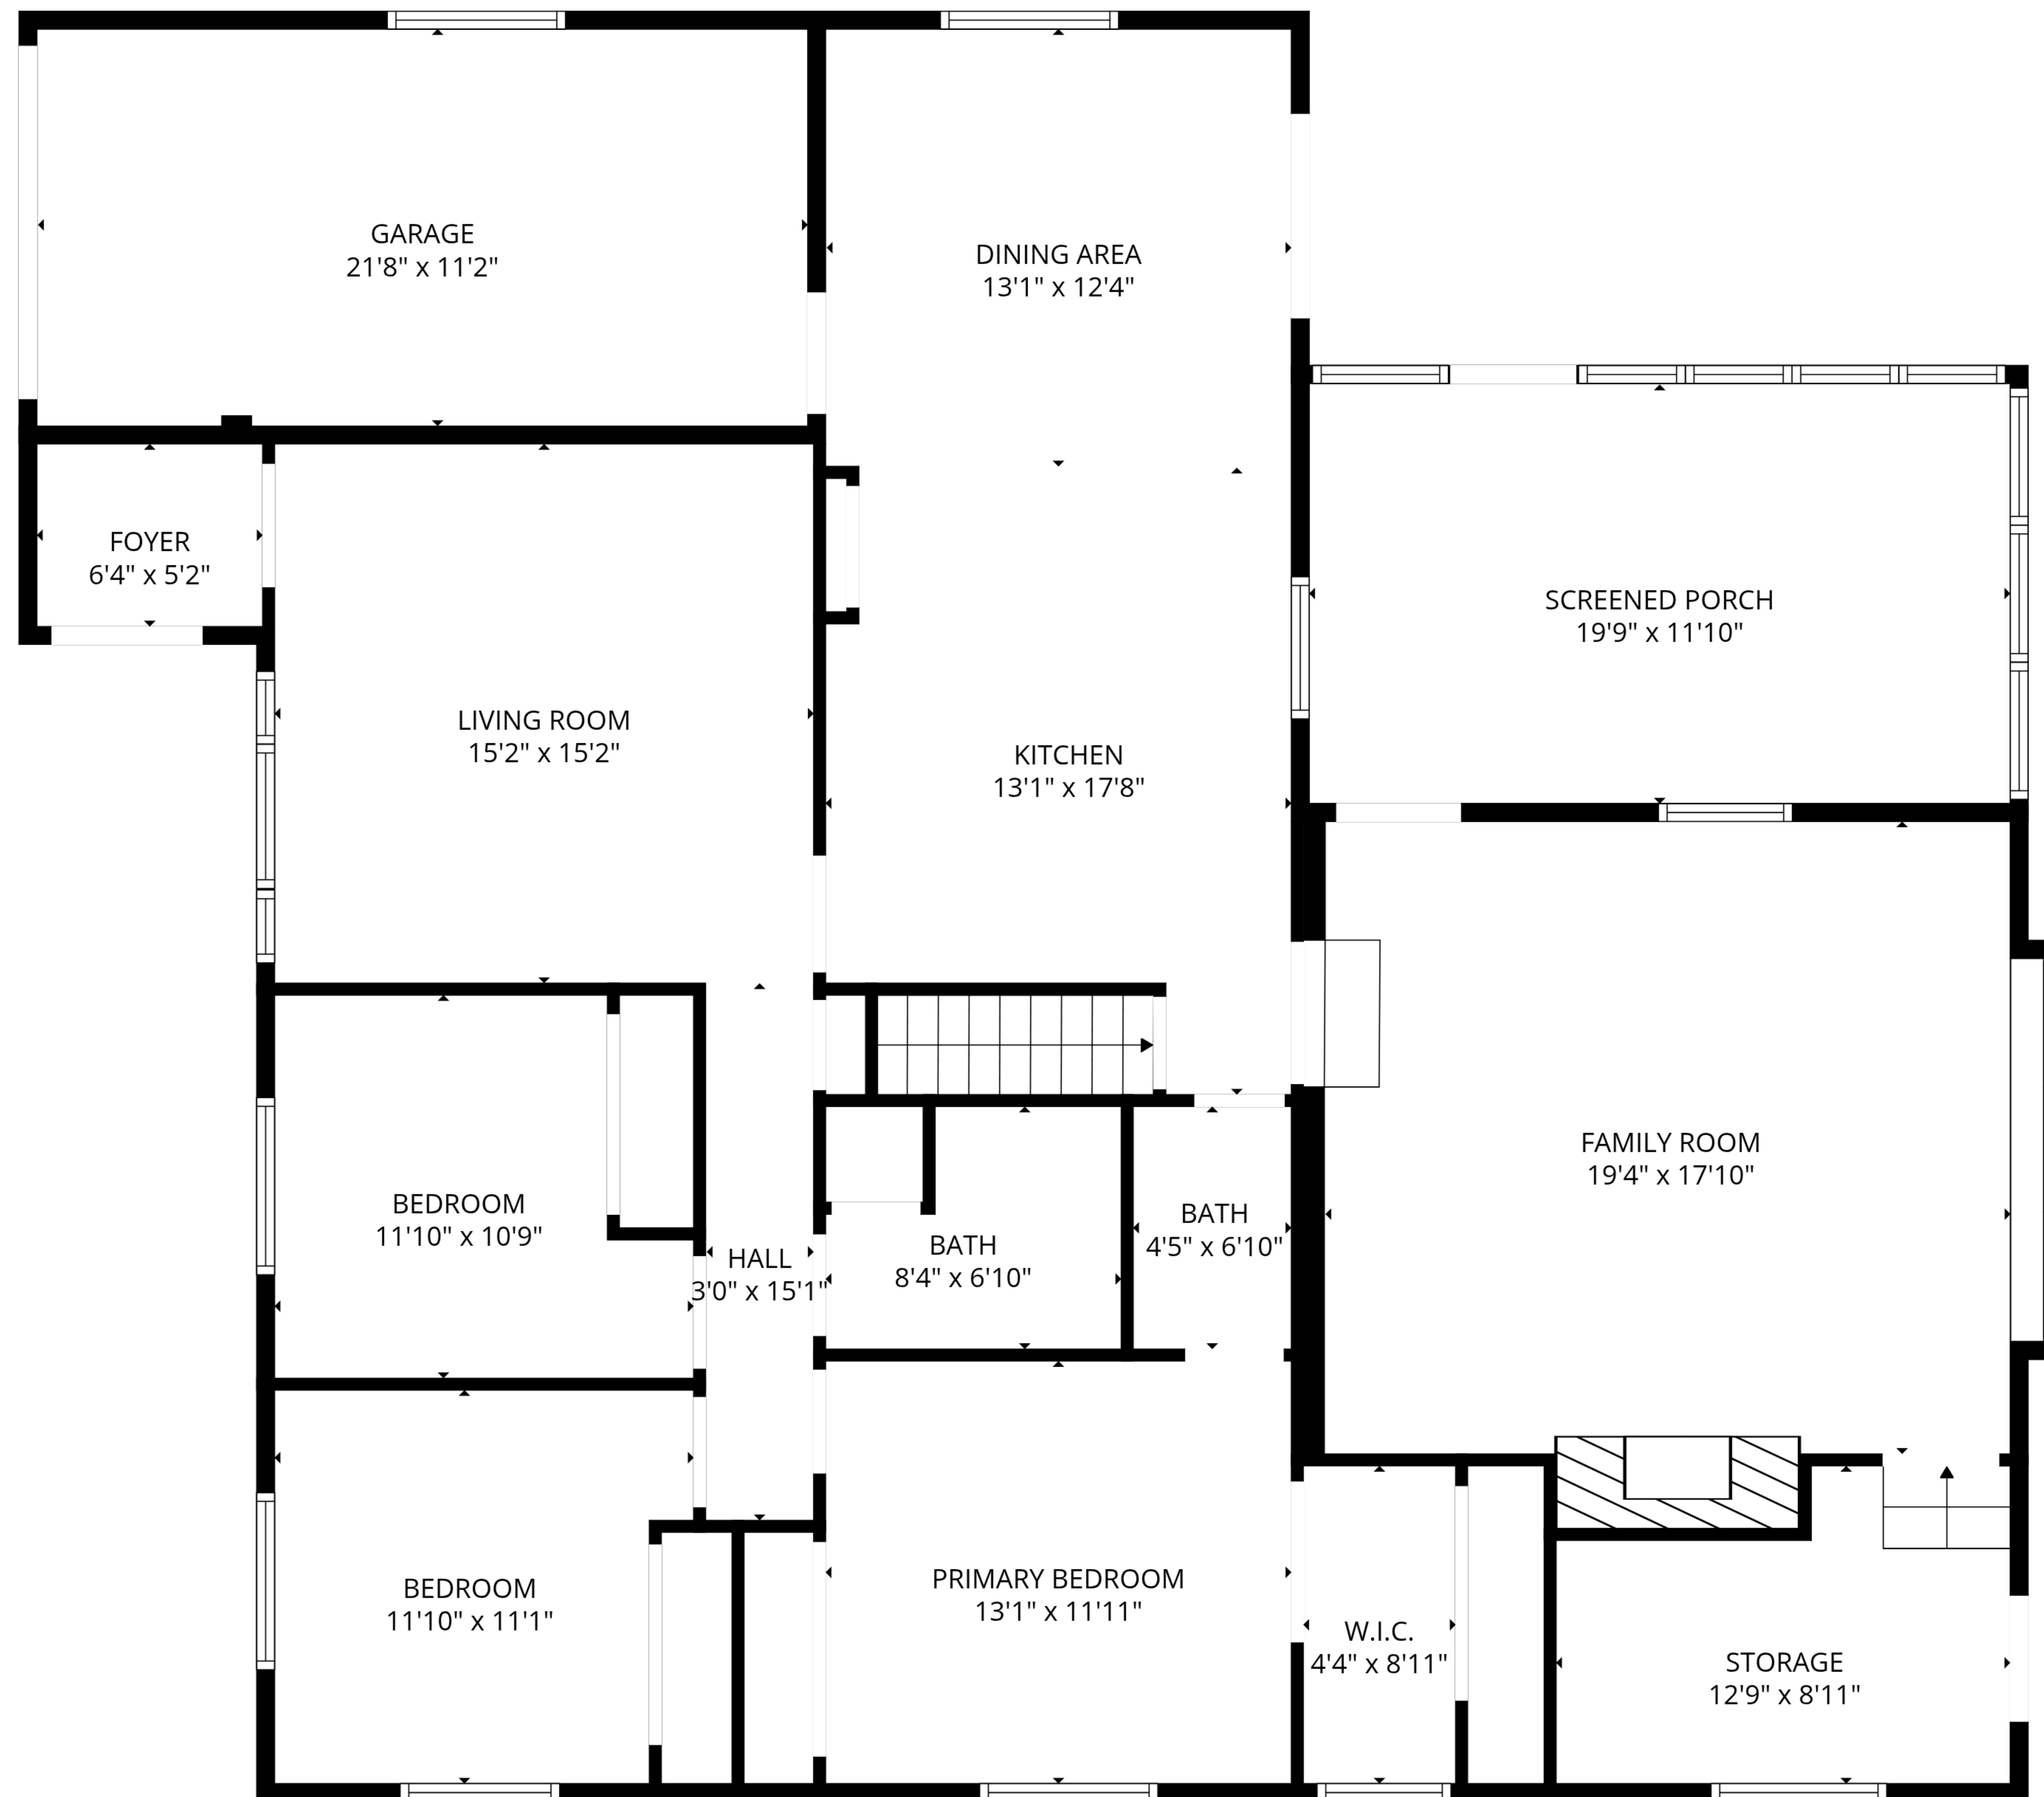 GARAGE
21'8" x 11'2"
DINING AREA
13'1" x 12'4"
FOYER
6'4" x 5'2"
SCREENED PORCH
19'9" x 11'10"
LIVING ROOM
15'2" x 15'2"
KITCHEN
13'1" x 17'8"
FAMILY ROOM
19'4" x 17'10"
BEDROOM
11'10" x 10'9"
HALL
3'0" x 15'1"
BATH
8'4" x 6'10"
BATH
4'5" x 6'10"
BEDROOM
11'10" x 11'1"
PRIMARY BEDROOM
13'1" x 11'11"
W.I.C.
4'4" x 8'11"
STORAGE
12'9" x 8'11"